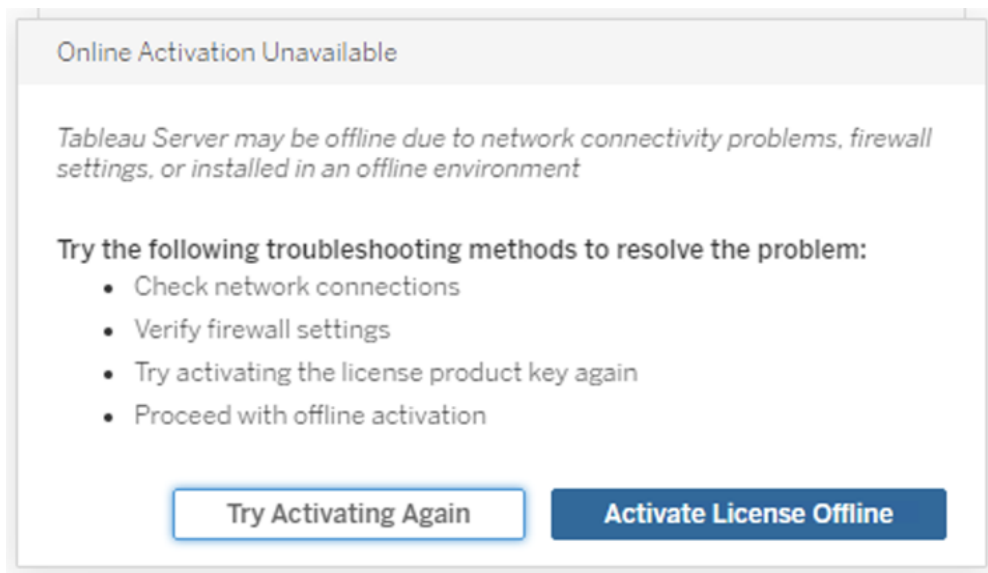 Online Activation Unavailable
Tableau Server may be offline due to network connectivity problems, firewall
settings, or installed in an offline environment
Try the following troubleshooting methods to resolve the problem:
• Check network connections
• Verify firewall settings
• Try activating the license product key again
• Proceed with offline activation
Try Activating Again
Activate License Offline